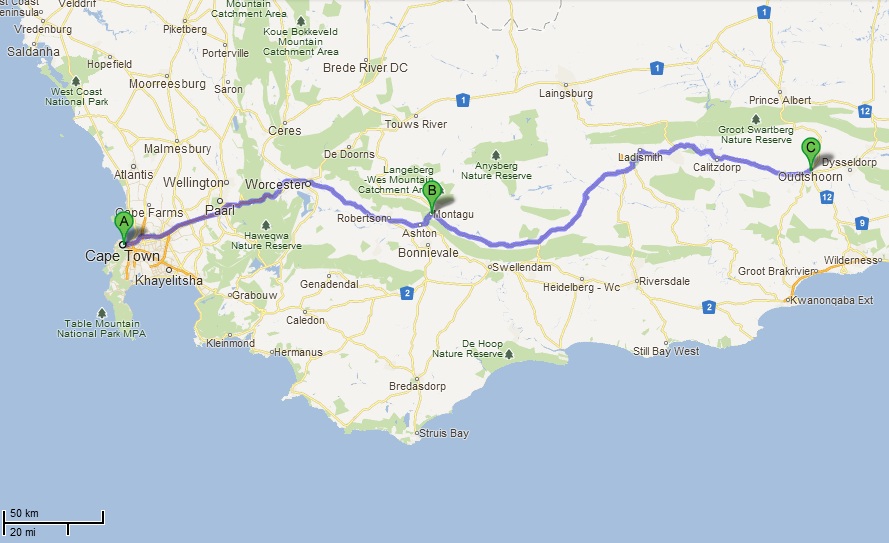 st Coast
eninsula
Velddrif
Vredenburg
Saldanha
Hopefield
West Coast
National Park
Piketberg
Mountain
Catchment Area
Koue Bokkeveld
Mountain
Catchment Area
Porterville
Moorreesburg
Saron
Brede River DC
1
1
1
Laingsburg
Prince Albert
12
Ceres
Touws River
Malmesbury
De Doorns
Anysberg
Nature Reserve
Groot Swartberg
Nature Reserve
Ladismith
Calitzdorp
C
Dysseldorp
Oudtshoorn
Atlantis
Wellington
Worcester
Langeberg
-Wes Mountain
Catchment Ar
B
Montagu
12
Cape Farms
Paarl
A
Robertson
Ashton
Bonnievale
9
Cape Town
Haweqwa
Nature Reserve
Khayelitsha
Swellendam
Wilderness
Groot Brakrivier
Genadendal
Heidelberg - Wc
Riversdale
2
Grabouw
2
Kwanonqaba Ext
Table Mountain
National Park MPA
Caledon
Kleinmond
Hermanus
De Hoop
Nature Reserve
Still Bay West
Bredasdorp
Struis Bay
50 km
20 mi